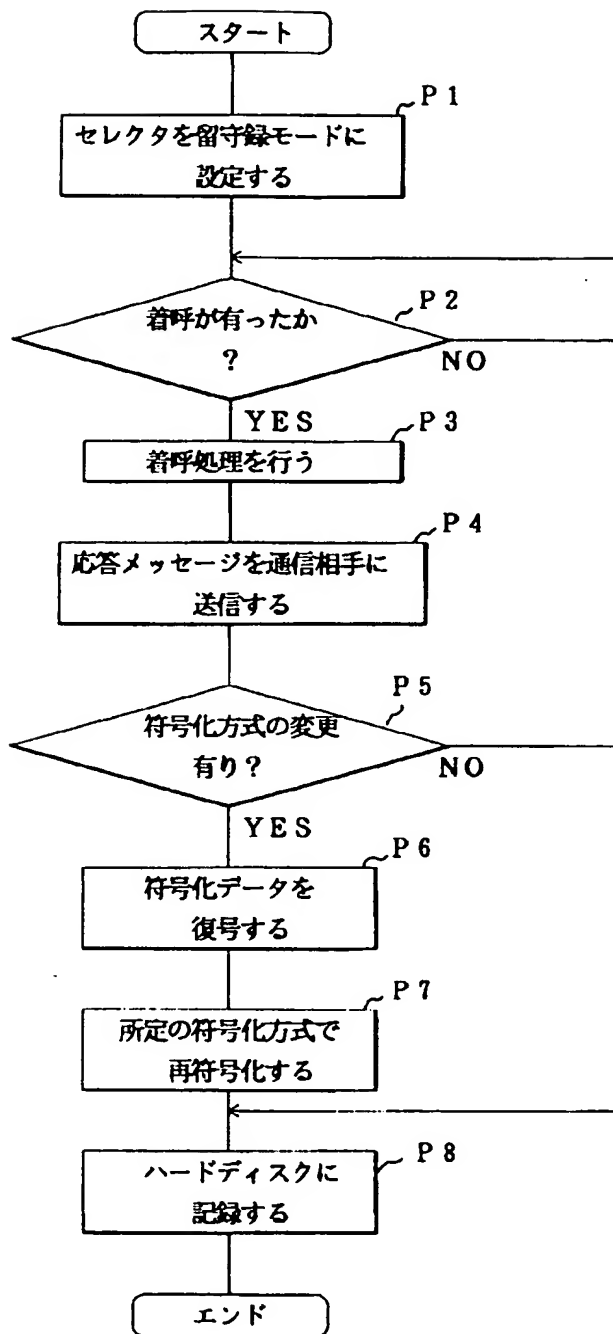 スタート
P1
セレクタを留守録モードに
設定する
P2
着呼が有ったか
?
NO
YES
P3
着呼処理を行う
P4
応答メッセージを通信相手に
送信する
P5
符号化方式の変更
有り?
NO
YES
P6
符号化データを
復号する
P7
所定の符号化方式で
再符号化する
P8
ハードディスクに
記録する
エンド